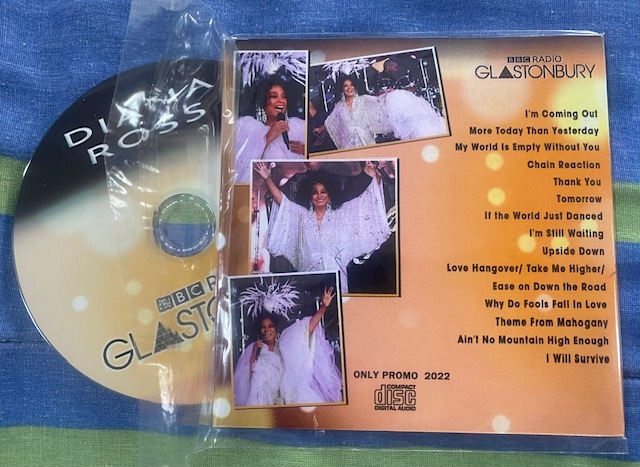 DIANA
ROSS
BBC R
GLASTON
BBC RADIO
GLASTONBURY
I'm Coming Out
More Today Than Yesterday
My World Is Empty Without You
Chain Reaction
Thank You
Tomorrow
If the World Just Danced
I'm Still Waiting
Upside Down
Love Hangover/ Take Me Higher/
Ease on Down the Road
Why Do Fools Fall In Love
Theme From Mahogany
Ain't No Mountain High Enough
I Will Survive
ONLY PROMO 2022
COMPACT
disc
DIGITAL AUDIO